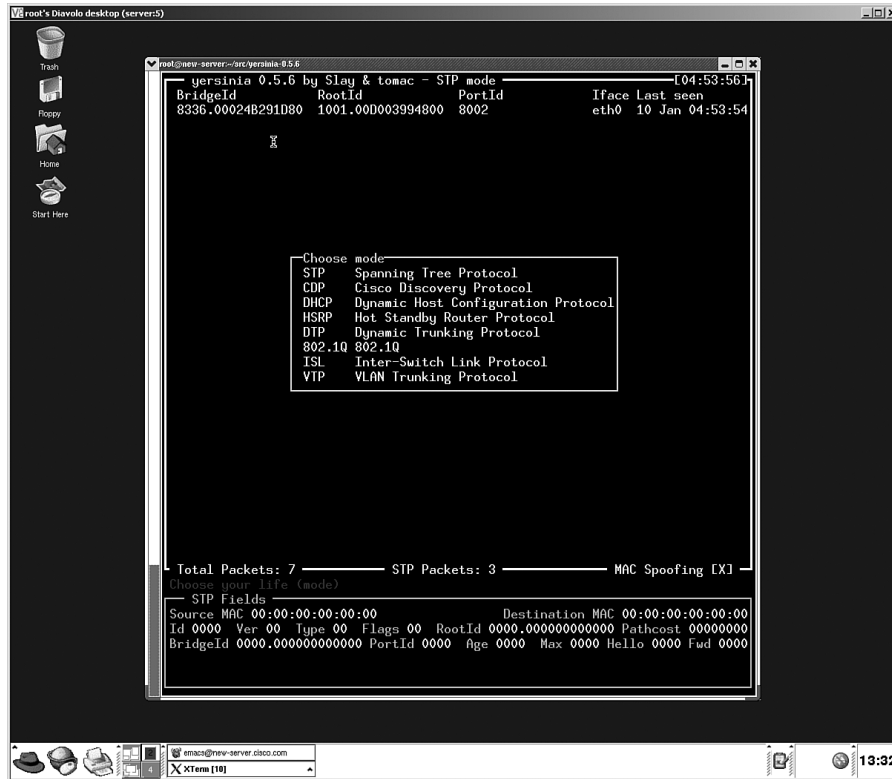 root's Diavolo desktop (server:5)
Trash
Floppy
Home
Start Here
root@new-server:~/src/yersinia-0.5.6
yersinia 0.5.6 by Slay & tomac - STP mode [04:53:56]
BridgeId RootId PortId Iface Last seen
8336.00024B291D80 1001.00D003994800 8002 eth0 10 Jan 04:53:54
Choose mode
STP Spanning Tree Protocol
CDP Cisco Discovery Protocol
DHCP Dynamic Host Configuration Protocol
HSRP Hot Standby Router Protocol
DTP Dynamic Trunking Protocol
802.1Q 802.1Q
ISL Inter-Switch Link Protocol
VTP VLAN Trunking Protocol
Total Packets: 7 STP Packets: 3 MAC Spoofing [X]
Choose your life (mode)
STP Fields
Source MAC 00:00:00:00:00:00 Destination MAC 00:00:00:00:00:00
Id 0000 Ver 00 Type 00 Flags 00 RootId 0000.000000000000 Pathcost 00000000
BridgeId 0000.000000000000 PortId 0000 Age 0000 Max 0000 Hello 0000 Fwd 0000
2
4
emacs@new-server.cisco.com
XTerm [10]
13:32